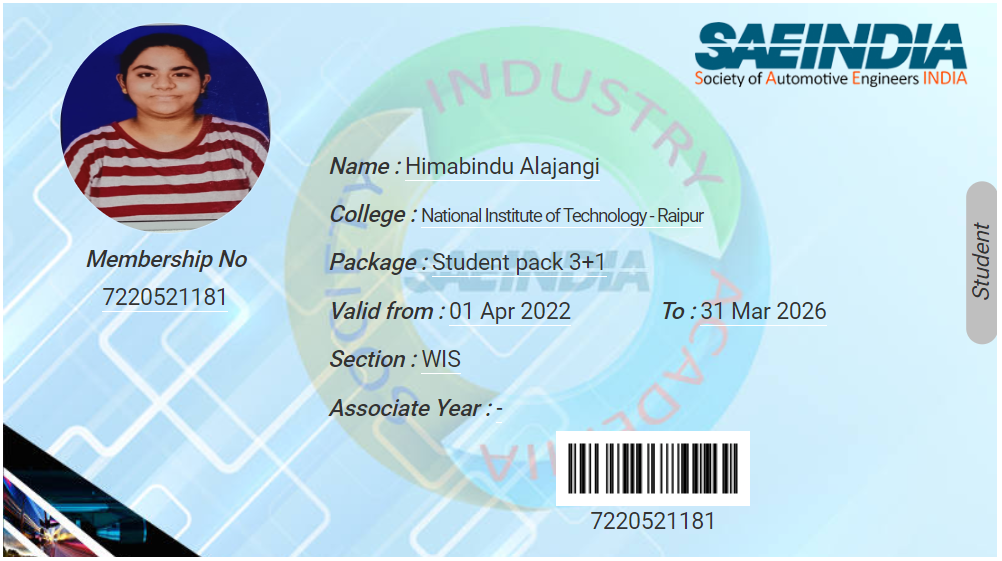 SAEINDIA
Society of Automotive Engineers INDIA
INDUSTRY
ACADEMIA
SOCIETY
SAEINDIA
Name : Himabindu Alajangi
College : National Institute of Technology - Raipur
Package : Student pack 3+1
Valid from : 01 Apr 2022 To : 31 Mar 2026
Section : WIS
Associate Year : -
Membership No
7220521181
Student
7220521181